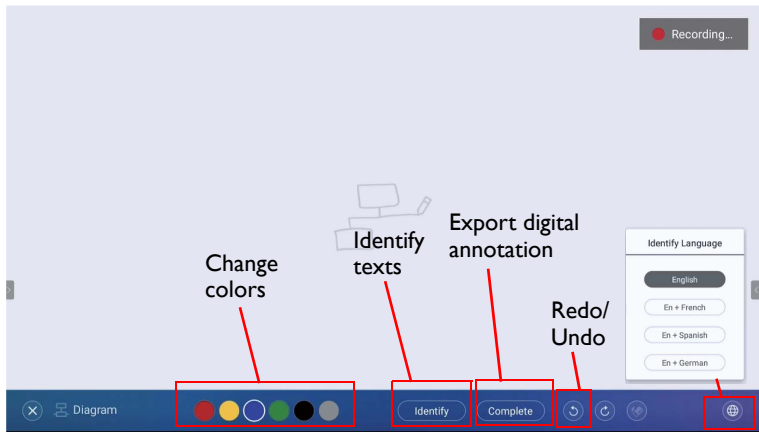 Recording...
Export digital
annotation
Identify
texts
Change
colors
Redo/
Undo
Identify Language
English
En + French
En + Spanish
En + German
Diagram
Identify
Complete